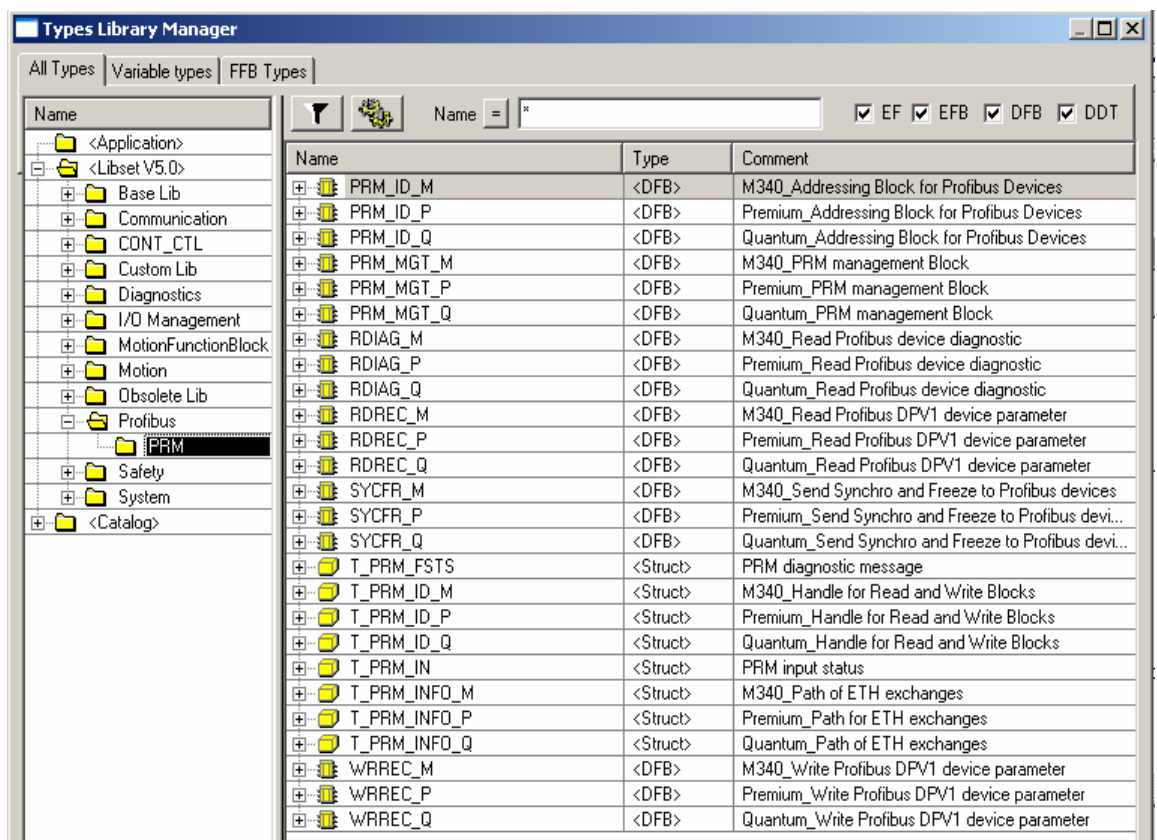 Types Library Manager
All Types Variable types FFB Types
Name
<Application>
<Libset V5.0>
Base Lib
Communication
CONT_CTL
Custom Lib
Diagnostics
I/O Management
MotionFunctionBlock
Motion
Obsolete Lib
Profibus
PRM
Safety
System
<Catalog>
Name = * EF EFB DFB DDT
Name Type Comment
PRM_ID_M <DFB> M340_Addressing Block for Profibus Devices
PRM_ID_P <DFB> Premium_Addressing Block for Profibus Devices
PRM_ID_Q <DFB> Quantum_Addressing Block for Profibus Devices
PRM_MGT_M <DFB> M340_PRM management Block
PRM_MGT_P <DFB> Premium_PRM management Block
PRM_MGT_Q <DFB> Quantum_PRM management Block
RDIAG_M <DFB> M340_Read Profibus device diagnostic
RDIAG_P <DFB> Premium_Read Profibus device diagnostic
RDIAG_Q <DFB> Quantum_Read Profibus device diagnostic
RDREC_M <DFB> M340_Read Profibus DPV1 device parameter
RDREC_P <DFB> Premium_Read Profibus DPV1 device parameter
RDREC_Q <DFB> Quantum_Read Profibus DPV1 device parameter
SYCFR_M <DFB> M340_Send Synchro and Freeze to Profibus devices
SYCFR_P <DFB> Premium_Send Synchro and Freeze to Profibus devi...
SYCFR_Q <DFB> Quantum_Send Synchro and Freeze to Profibus devi...
T_PRM_FSTS <Struct> PRM diagnostic message
T_PRM_ID_M <Struct> M340_Handle for Read and Write Blocks
T_PRM_ID_P <Struct> Premium_Handle for Read and Write Blocks
T_PRM_ID_Q <Struct> Quantum_Handle for Read and Write Blocks
T_PRM_IN <Struct> PRM input status
T_PRM_INFO_M <Struct> M340_Path of ETH exchanges
T_PRM_INFO_P <Struct> Premium_Path for ETH exchanges
T_PRM_INFO_Q <Struct> Quantum_Path of ETH exchanges
WRREC_M <DFB> M340_Write Profibus DPV1 device parameter
WRREC_P <DFB> Premium_Write Profibus DPV1 device parameter
WRREC_Q <DFB> Quantum_Write Profibus DPV1 device parameter